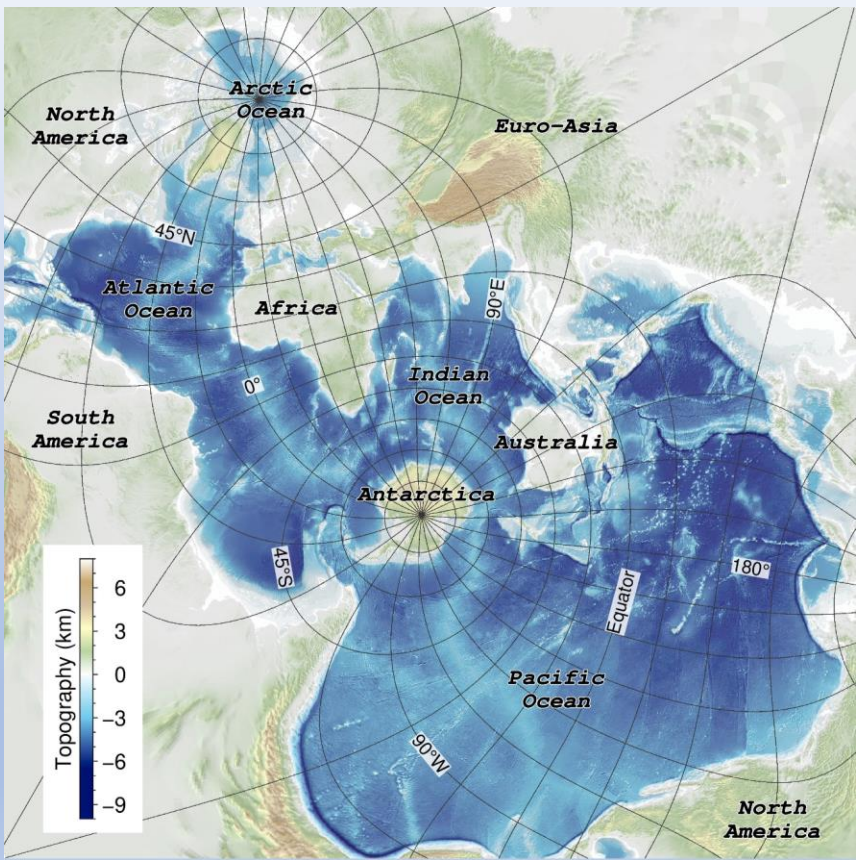 Arctic
Ocean
North
America
Euro-Asia
45°N
Atlantic
Ocean
Africa
90°E
Indian
Ocean
0°
South
America
Australia
Antarctica
45°S
180°
Equator
Pacific
Ocean
90°W
North
America
Topography (km)
6
3
0
−3
−6
−9